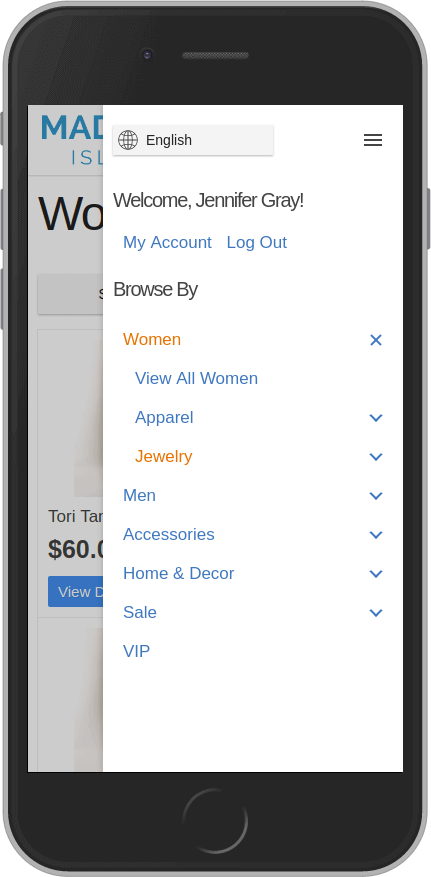 MAD
ISL
English
Wo
Welcome, Jennifer Gray!
My Account Log Out
Browse By
S
Women
View All Women
Apparel
Jewelry
Men
Tori Tan
Accessories
$60.0
Home & Decor
View D
Sale
VIP